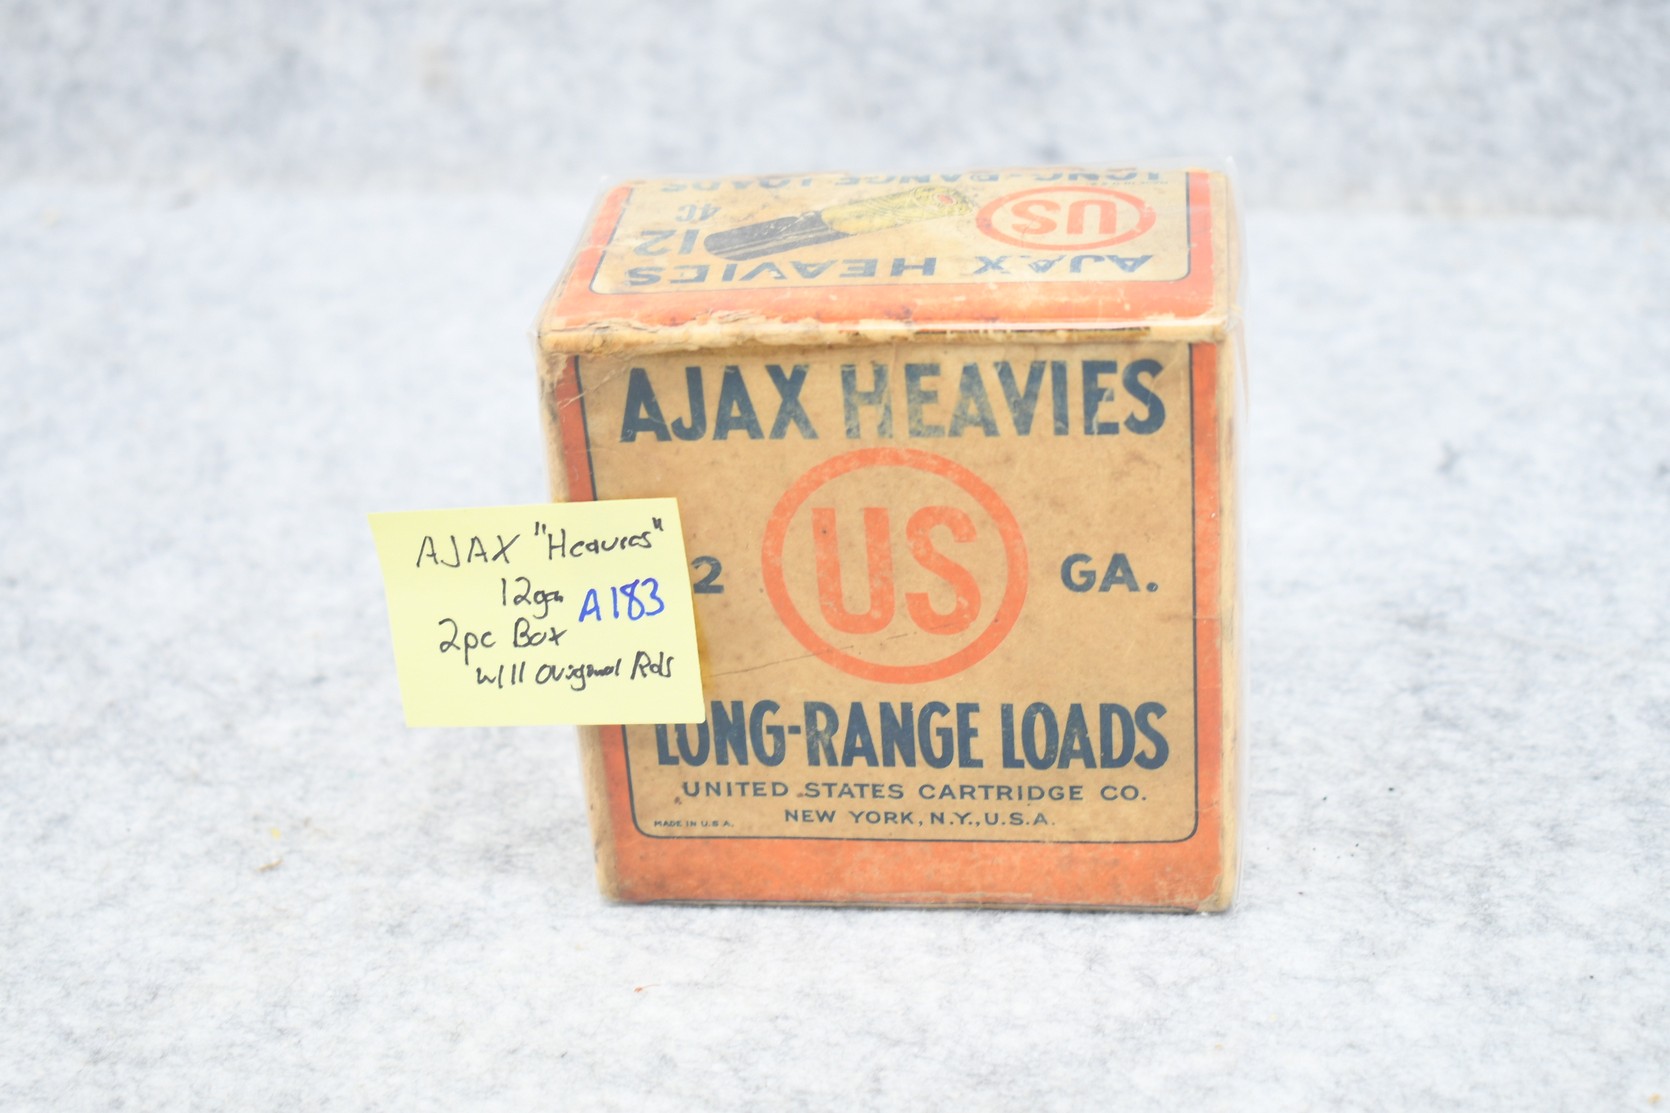 LONG-RANGE LOADS
US
4C
12
AJAX HEAVIES
AJAX HEAVIES
US
2 GA.
LONG-RANGE LOADS
UNITED STATES CARTRIDGE CO.
NEW YORK, N.Y., U.S.A.
MADE IN U.S.A.
AJAX "Heavies"
12ga A183
2pc Box
w/11 Original Rds